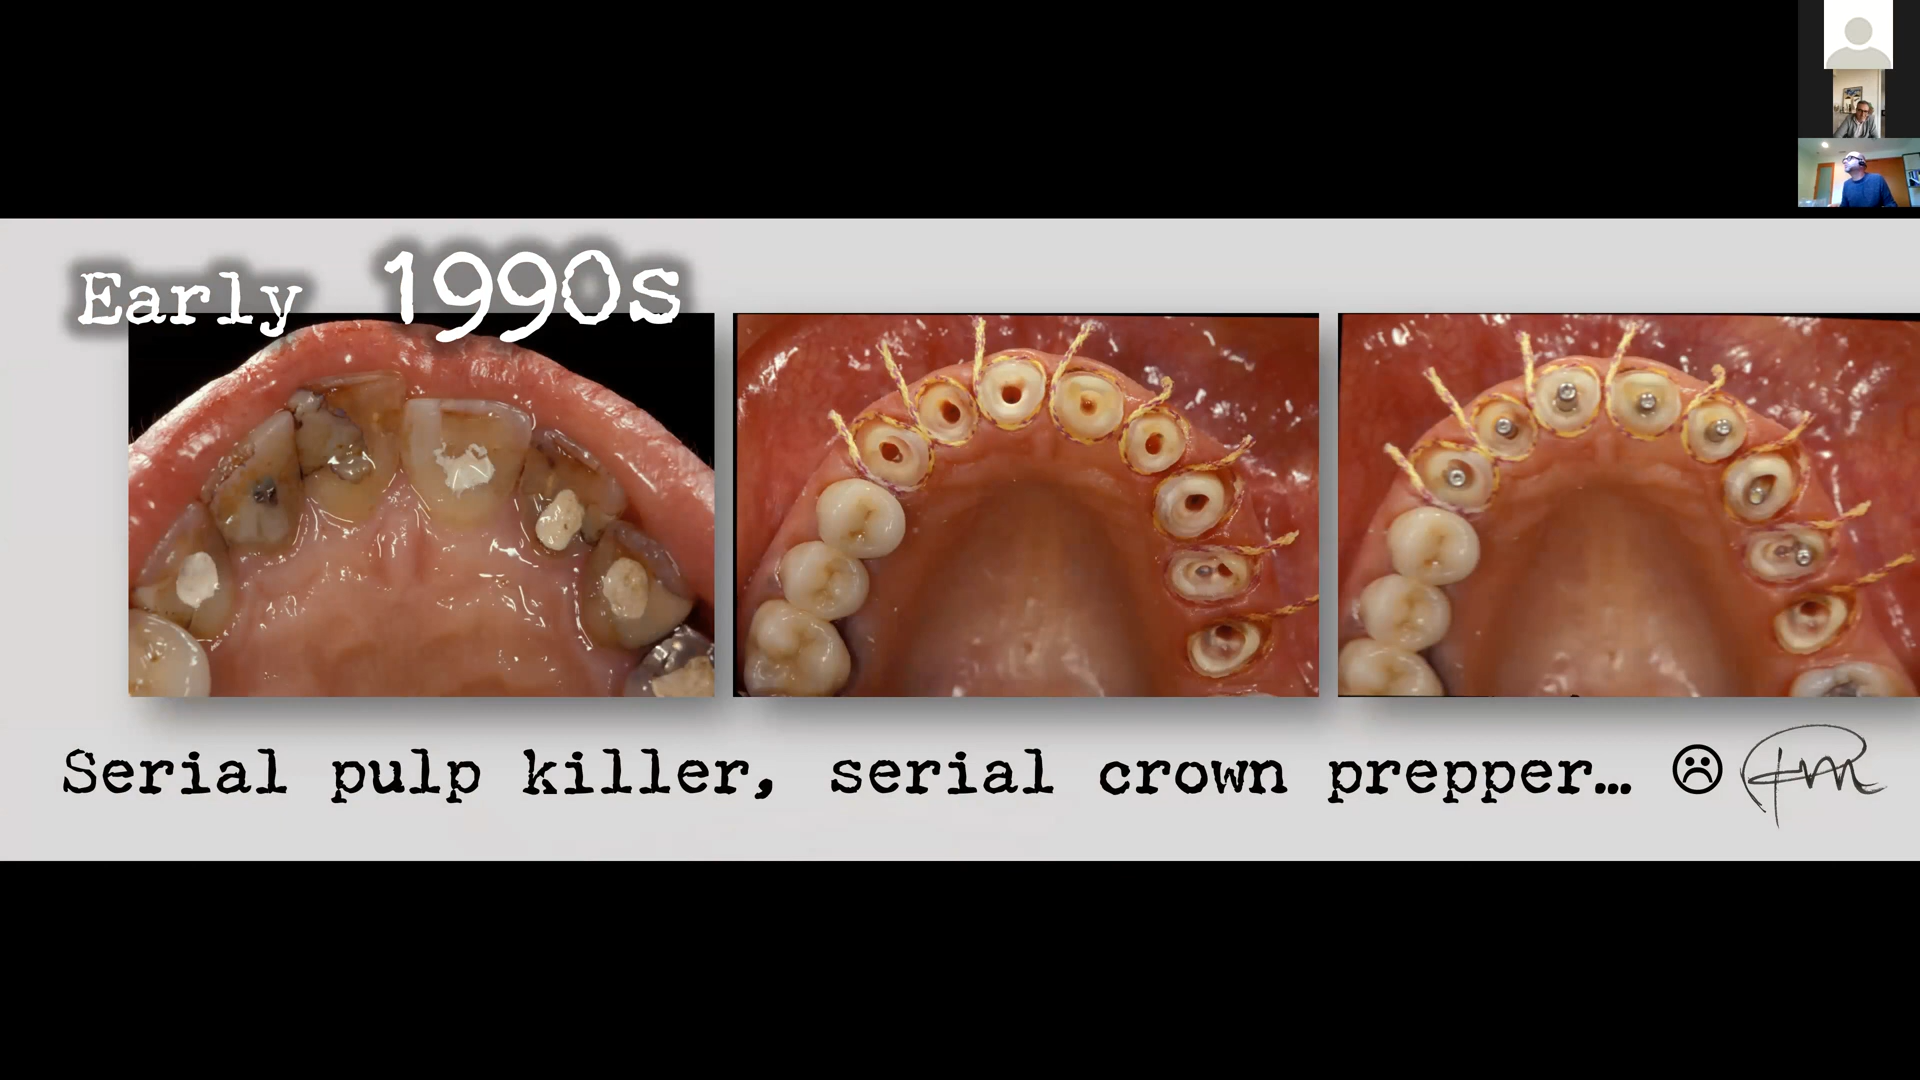 Early 1990s
Serial pulp killer, serial crown prepper… ☹